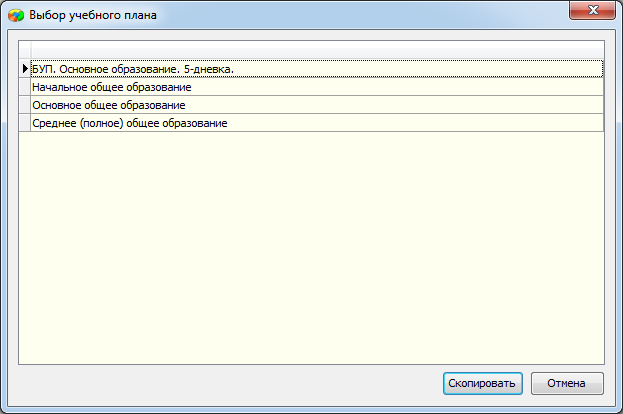 Выбор учебного плана
БУП. Основное образование. 5-дневка.
Начальное общее образование
Основное общее образование
Среднее (полное) общее образование
Скопировать Отмена